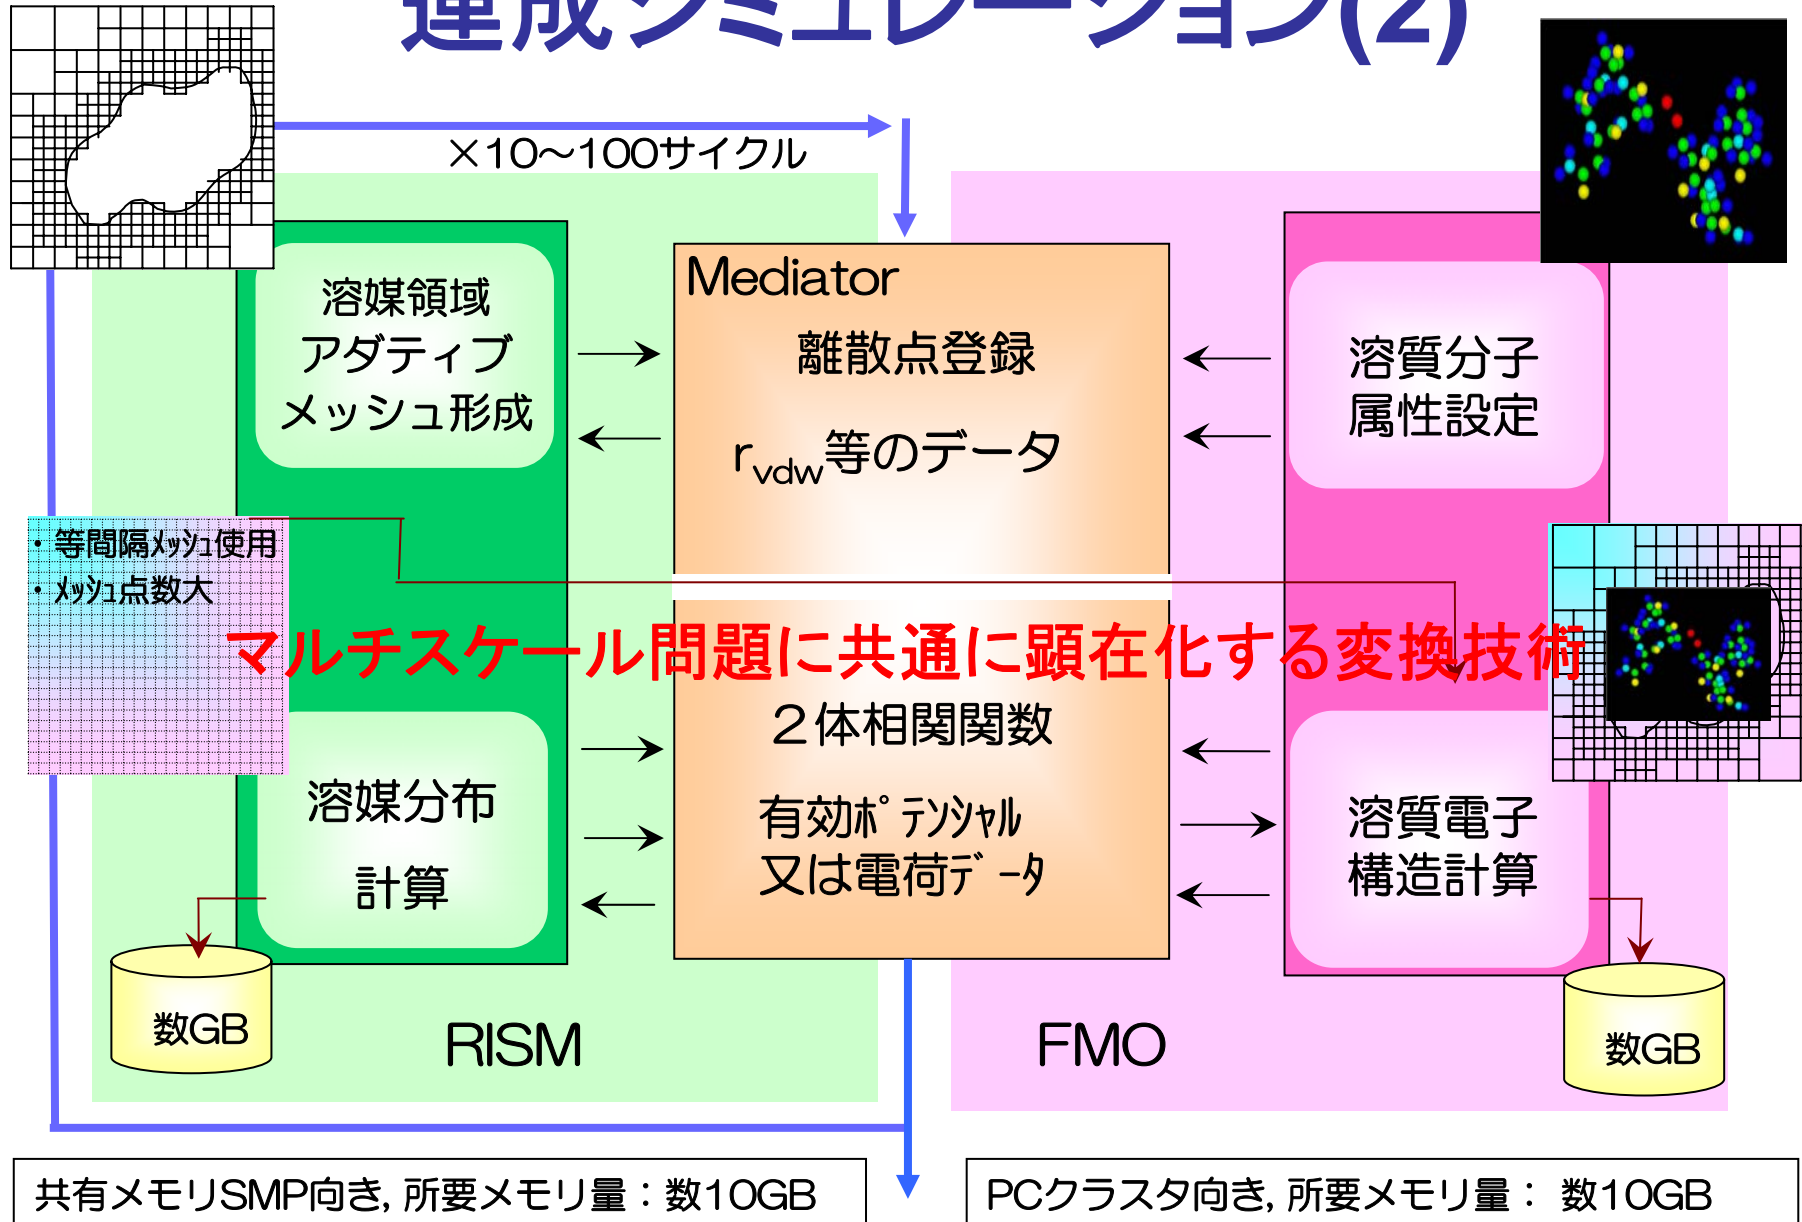 連成シミュレーション(2)
×10～100サイクル
溶媒領域
アダティブ
メッシュ形成
Mediator
離散点登録
rvdw等のデータ
溶質分子
属性設定
・等間隔ﾒｯｼｭ使用
・ﾒｯｼｭ点数大
マルチスケール問題に共通に顕在化する変換技術
溶媒分布
計算
２体相関関数
有効ﾎﾟﾃﾝｼｬﾙ
又は電荷ﾃﾞｰﾀ
溶質電子
構造計算
数GB
RISM
FMO
数GB
共有メモリSMP向き, 所要メモリ量：数10GB
PCクラスタ向き, 所要メモリ量： 数10GB